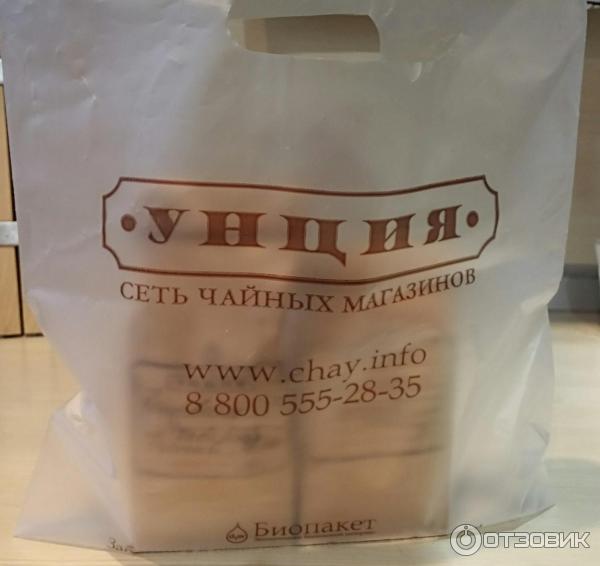 • УНЦИЯ •
СЕТЬ ЧАЙНЫХ МАГАЗИНОВ
www.chay.info
8 800 555-28-35
Биопакет
ОТЗОВИК